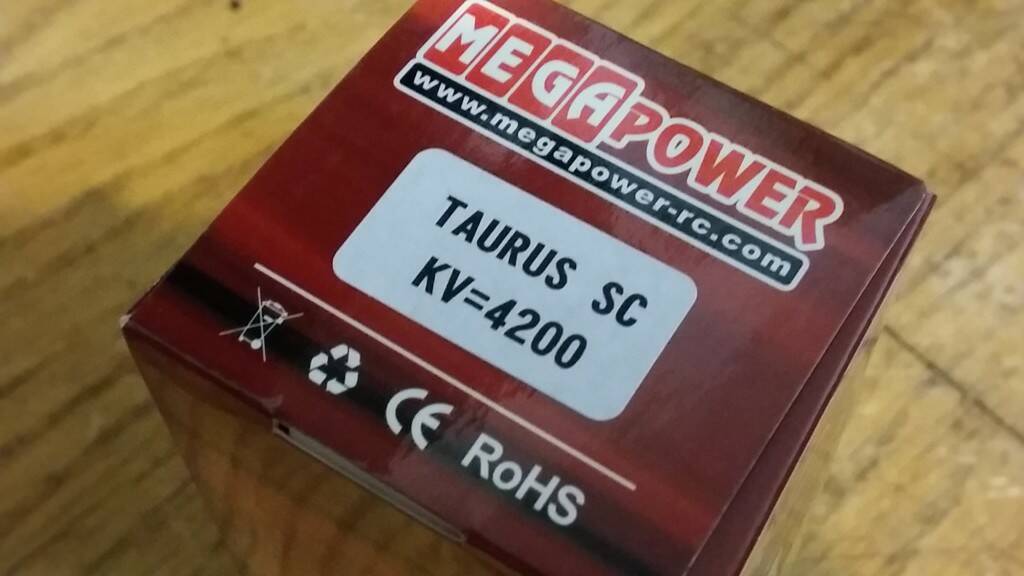 MEGAPOWER
www.megapower-rc.com
TAURUS SC
KV=4200
CE RoHS